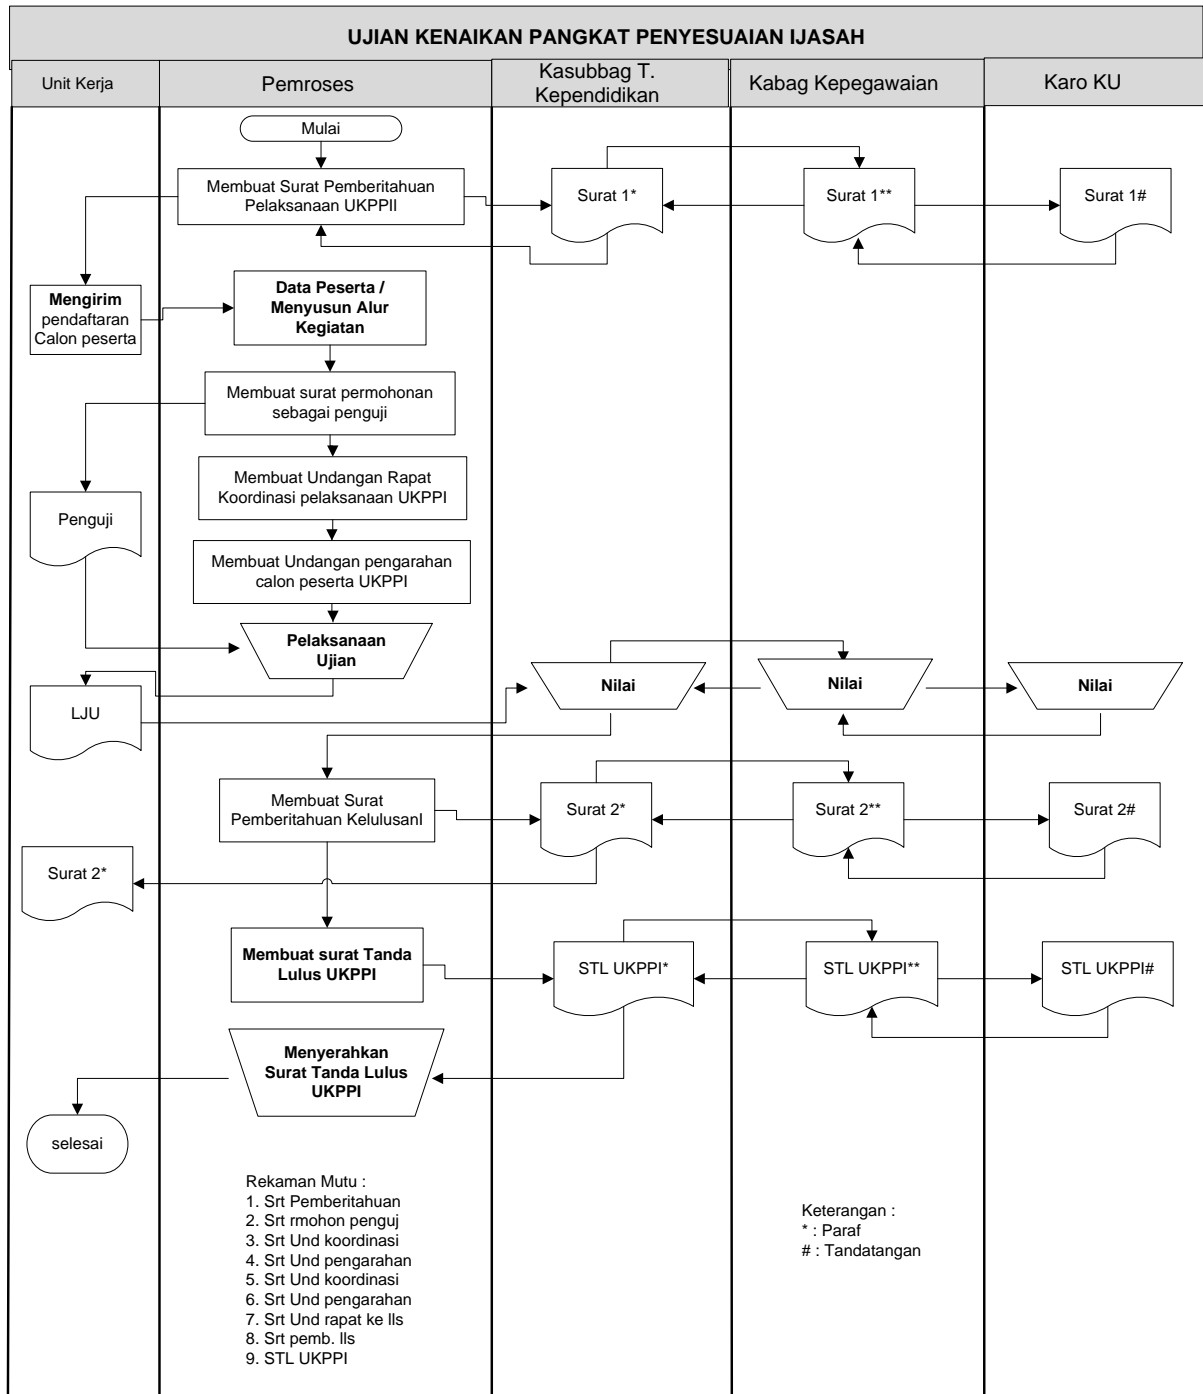 UJIAN KENAIKAN PANGKAT PENYESUAIAN IJASAH
Unit Kerja
Pemroses
Kasubbag T.
Kependidikan
Kabag Kepegawaian
Karo KU
Mulai
Membuat Surat Pemberitahuan
Pelaksanaan UKPPII
Surat 1*
Surat 1**
Surat 1#
Mengirim
pendaftaran
Calon peserta
Data Peserta /
Menyusun Alur
Kegiatan
Membuat surat permohonan
sebagai penguji
Membuat Undangan Rapat
Koordinasi pelaksanaan UKPPI
Penguji
Membuat Undangan pengarahan
calon peserta UKPPI
Pelaksanaan
Ujian
LJU
Nilai
Nilai
Nilai
Membuat Surat
Pemberitahuan KelulusanI
Surat 2*
Surat 2**
Surat 2#
Surat 2*
Membuat surat Tanda
Lulus UKPPI
STL UKPPI*
STL UKPPI**
STL UKPPI#
Menyerahkan
Surat Tanda Lulus
UKPPI
selesai
Rekaman Mutu :
1. Srt Pemberitahuan
2. Srt rmohon penguj
3. Srt Und koordinasi
4. Srt Und pengarahan
5. Srt Und koordinasi
6. Srt Und pengarahan
7. Srt Und rapat ke lls
8. Srt pemb. lls
9. STL UKPPI
Keterangan :
* : Paraf
# : Tandatangan